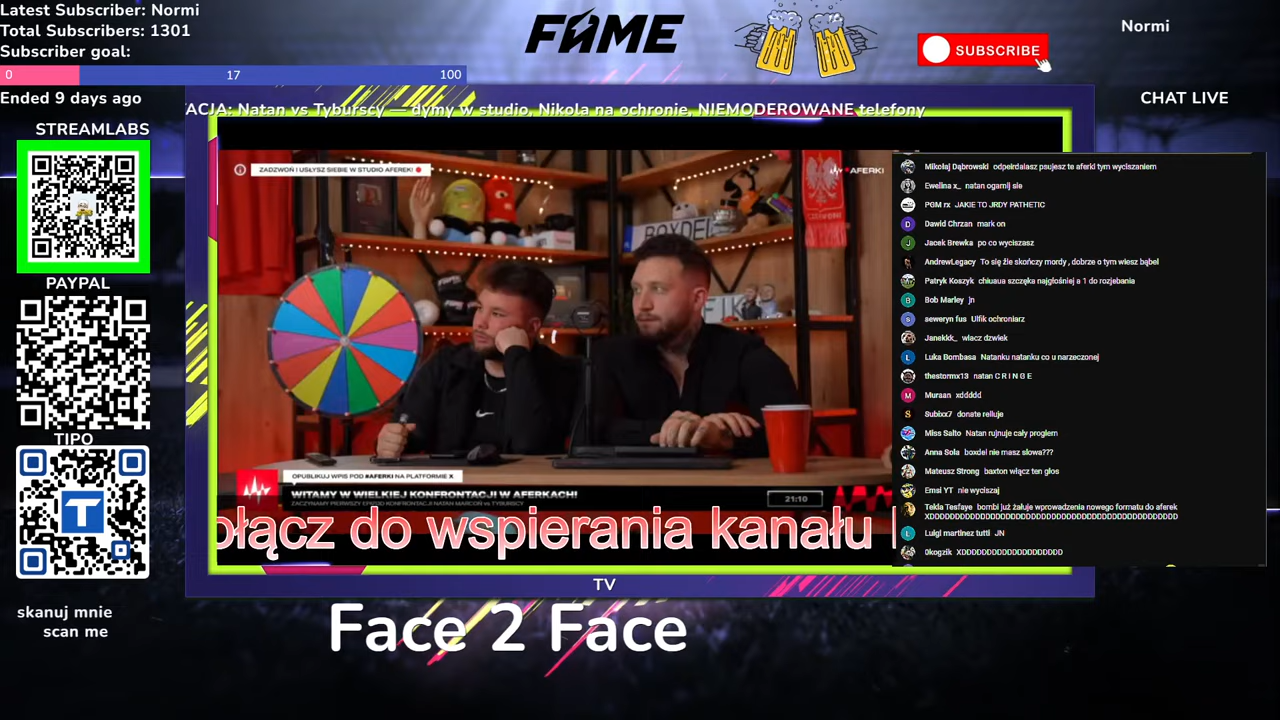 Latest Subscriber: Normi
Total Subscribers: 1301
Subscriber goal:
0 17 100
Ended 9 days ago
STREAMLABS
PAYPAL
TIPO
T
skanuj mnie
scan me
FAME
SUBSCRIBE
Normi
CHAT LIVE
ACJA: Natan vs Tyburscy — dymy w studio, Nikola na ochronie, NIEMODEROWANE telefony
ZADZWOŃ I USŁYSZ SIEBIE W STUDIO AFEREK!
AFERKI
BOXDEL
OPUBLIKUJ WPIS POD #AFERKI NA PLATFORMIE X
WITAMY W WIELKIEJ KONFRONTACJI W AFERKACH!
21:10
ołącz do wspierania kanału
TV
Face 2 Face
Mikołaj Dąbrowski odpeirdalasz psujesz te aferki tym wyciszaniem
Ewelina x_ natan ogarnij sie
PGM rx JAKIE TO JRDY PATHETIC
Dawid Chrzan mark on
Jacek Brewka po co wyciszasz
AndrewLegacy To się źle skończy mordy , dobrze o tym wiesz bąbel
Patryk Koszyk chiuaua szczęka najgłośniej a 1 do rozjebania
Bob Marley jn
seweryn fus Ulfik ochroniarz
Janekkk_ wlacz dzwiek
Luka Bombasa Natanku natanku co u narzeczonej
thestormx13 natan C R I N G E
Muraan xddddd
Subixx7 donate relluje
Miss Salto Natan rujnuje cały progiem
Anna Sola boxdel nie masz słowa???
Mateusz Strong baxton włącz ten głos
Emsi YT nie wyciszaj
Tekla Tesfaye bombi już żałuje wprowadzenia nowego formatu do aferek
XDDDDDDDDDDDDDDDDDDDDDDDDDDDDDDDDDDDDDDDDDDDDDDDDD
Luigi martinez tutti JN
0kogzik XDDDDDDDDDDDDDDDDDDDD